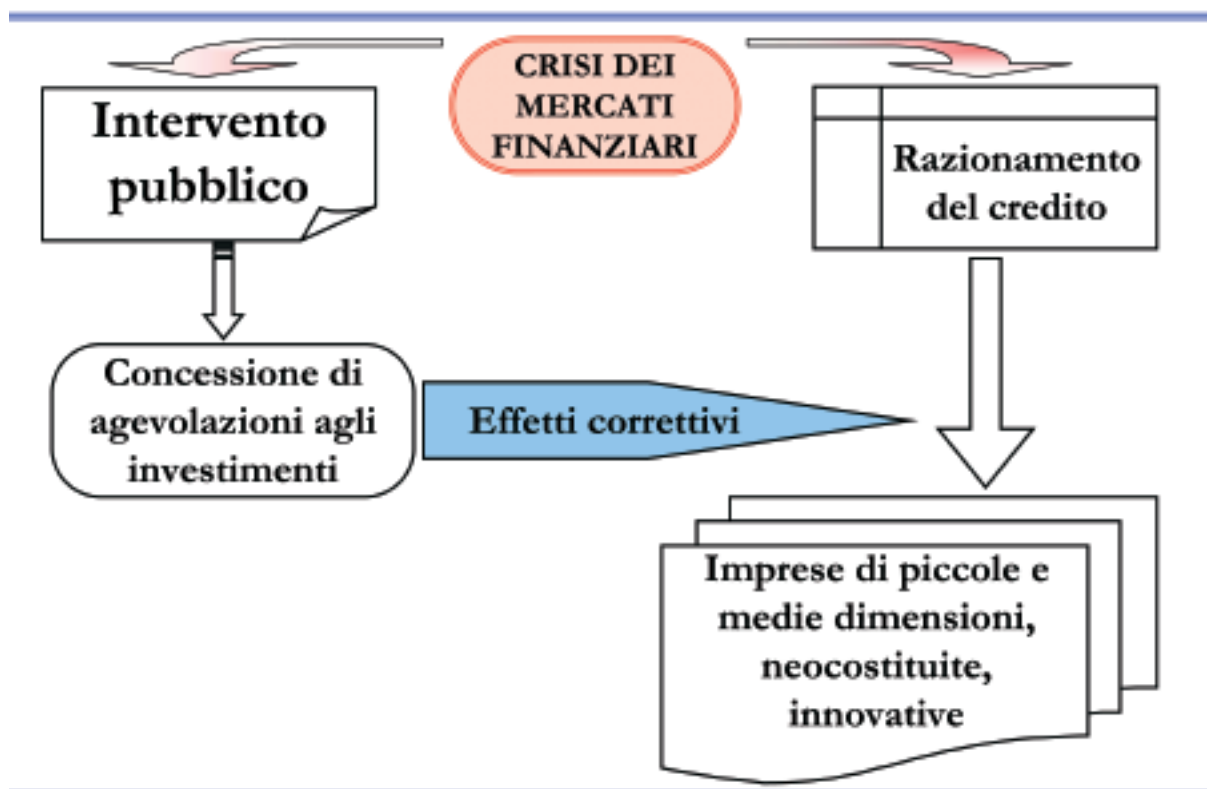 CRISI DEI
MERCATI
FINANZIARI
Intervento
pubblico
Razionamento
del credito
Concessione di
agevolazioni agli
investimenti
Effetti correttivi
Imprese di piccole e
medie dimensioni,
neocostituite,
innovative